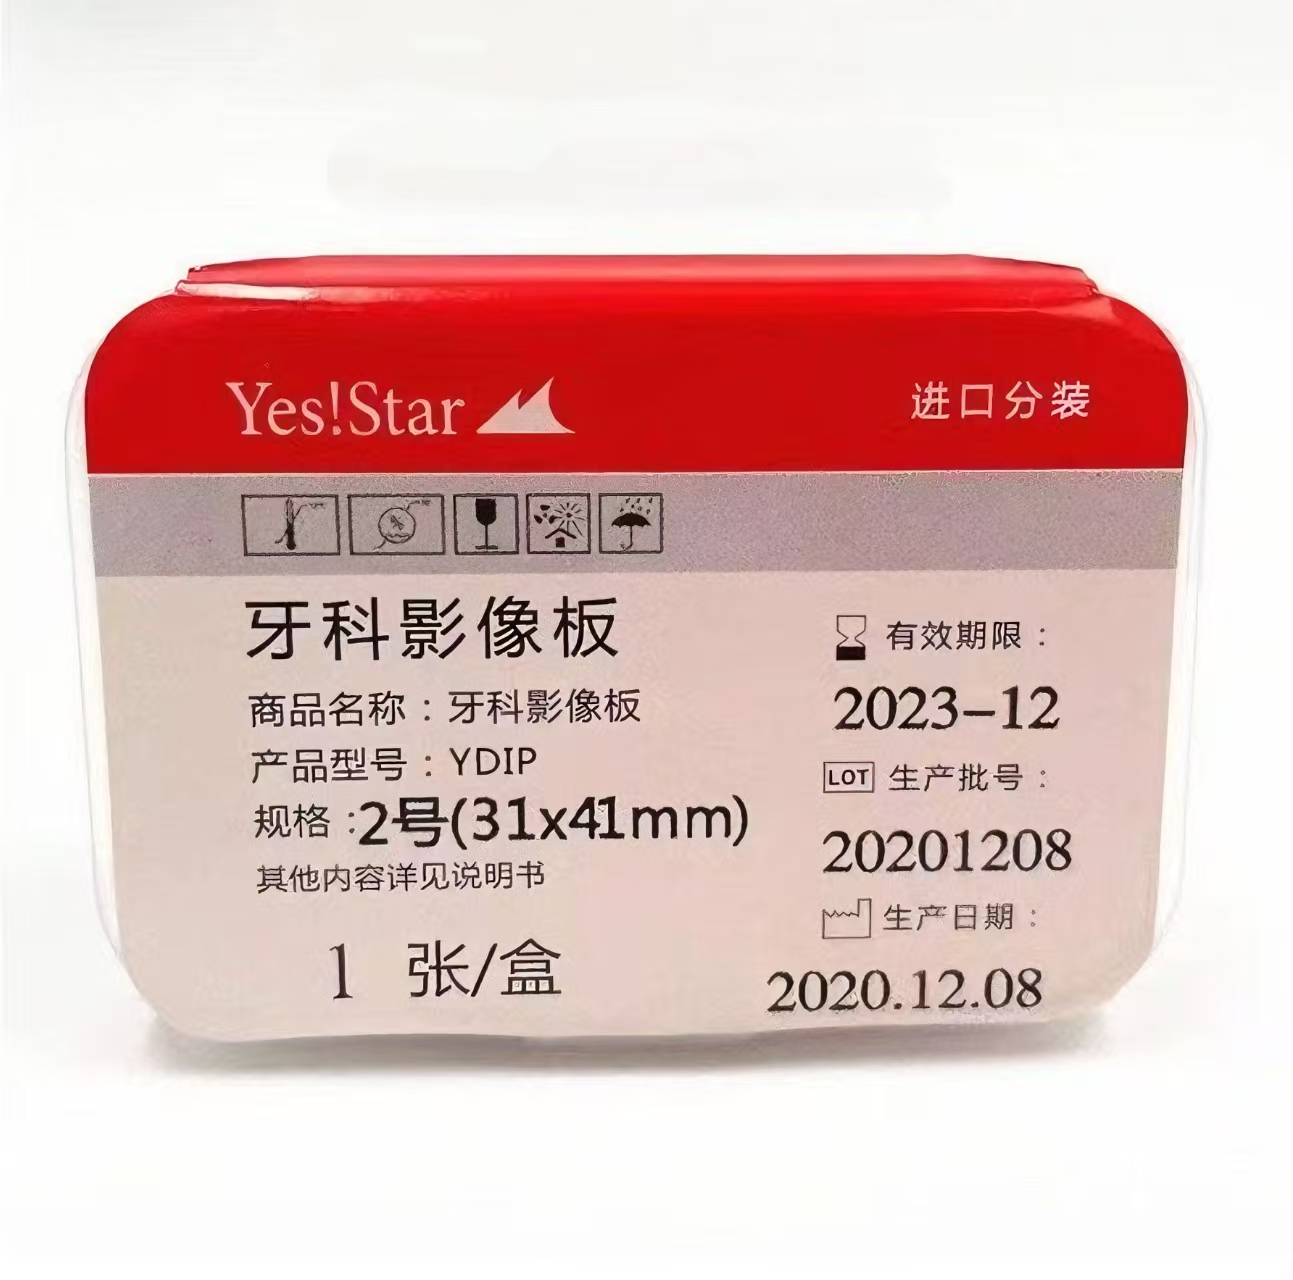 Yes!Star
进口分装
牙科影像板
商品名称：牙科影像板
产品型号：YDIP
规格：2号(31x41mm)
其他内容详见说明书
1 张/盒
有效期限：
2023-12
LOT 生产批号：
20201208
生产日期：
2020.12.08